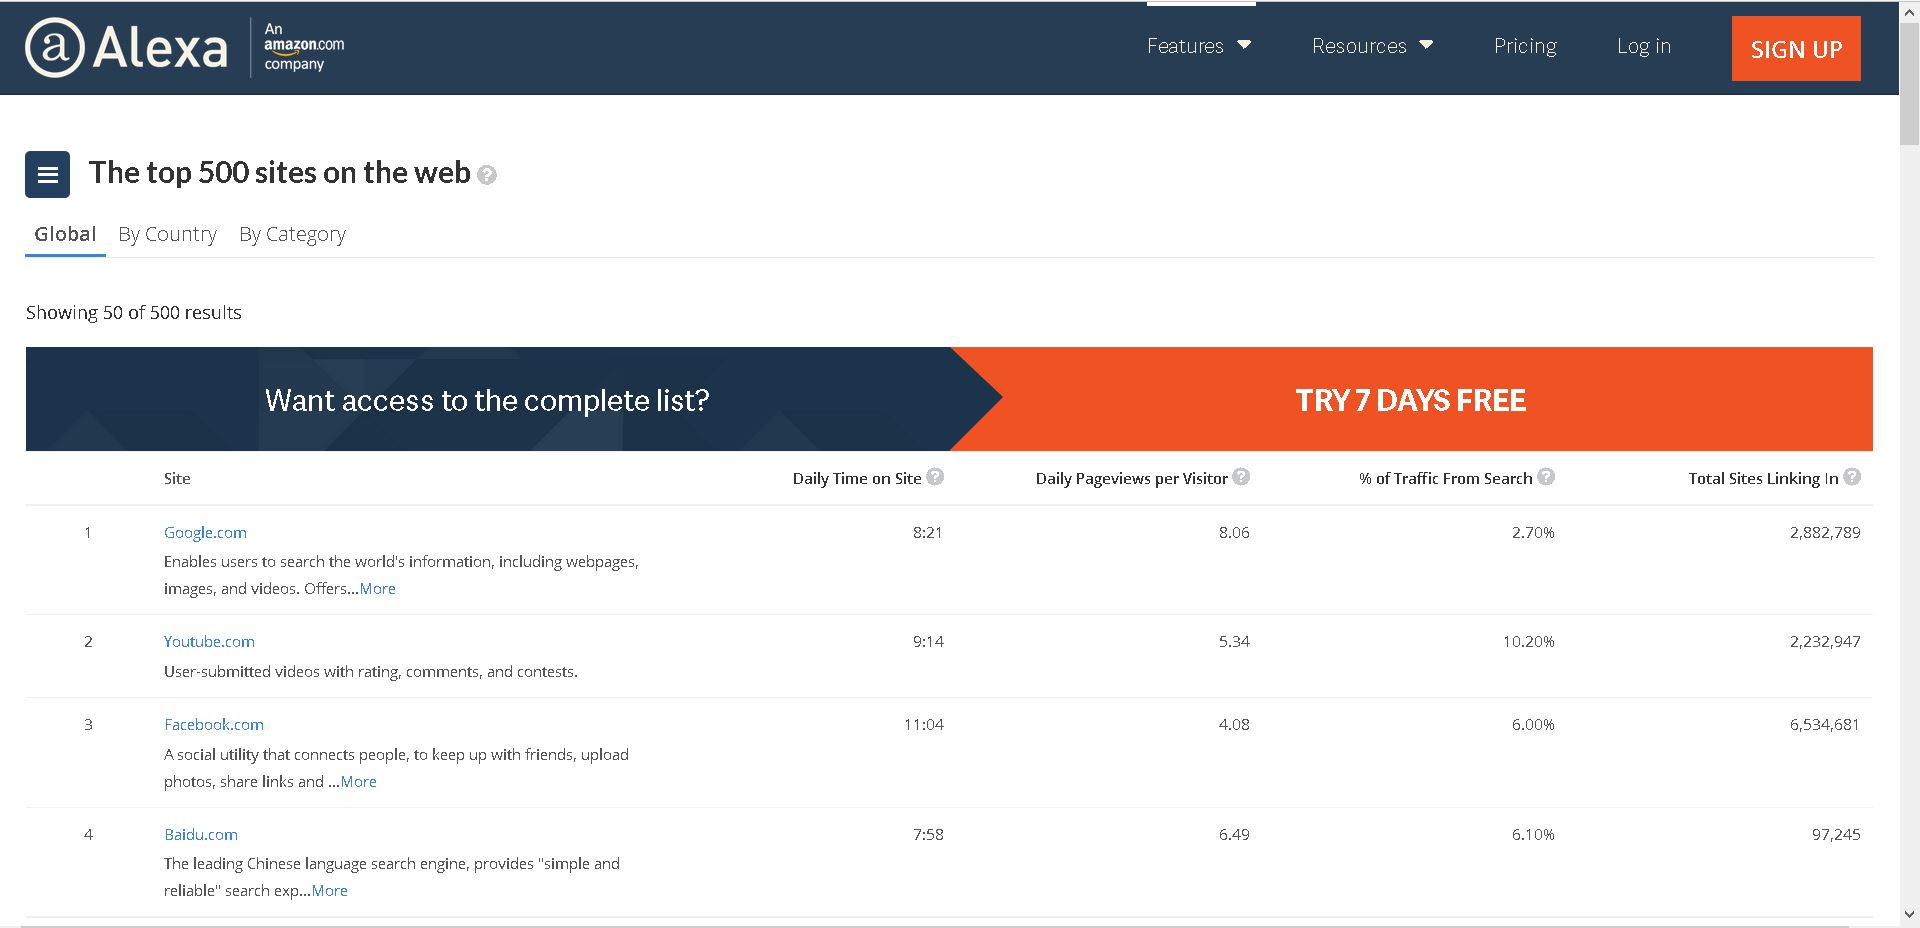 a Alexa
An
amazon.com
company
Features
Resources
Pricing
Log in
SIGN UP
The top 500 sites on the web ?
Global By Country By Category
Showing 50 of 500 results
Want access to the complete list?
TRY 7 DAYS FREE
Site Daily Time on Site ? Daily Pageviews per Visitor ? % of Traffic From Search ? Total Sites Linking In ?
1 Google.com 8:21 8.06 2.70% 2,882,789
Enables users to search the world's information, including webpages,
images, and videos. Offers...More
2 Youtube.com 9:14 5.34 10.20% 2,232,947
User-submitted videos with rating, comments, and contests.
3 Facebook.com 11:04 4.08 6.00% 6,534,681
A social utility that connects people, to keep up with friends, upload
photos, share links and ...More
4 Baidu.com 7:58 6.49 6.10% 97,245
The leading Chinese language search engine, provides "simple and
reliable" search exp...More